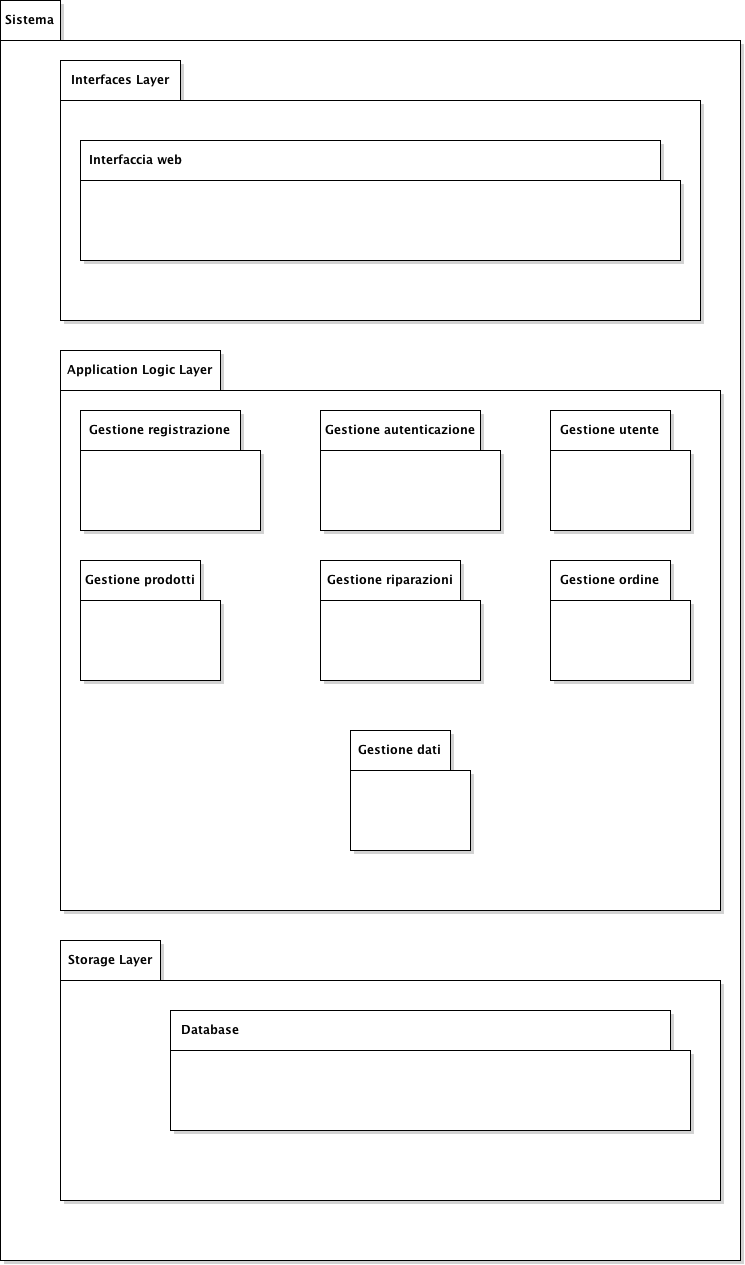 Sistema
Interfaces Layer
Interfaccia web
Application Logic Layer
Gestione registrazione
Gestione autenticazione
Gestione utente
Gestione prodotti
Gestione riparazioni
Gestione ordine
Gestione dati
Storage Layer
Database